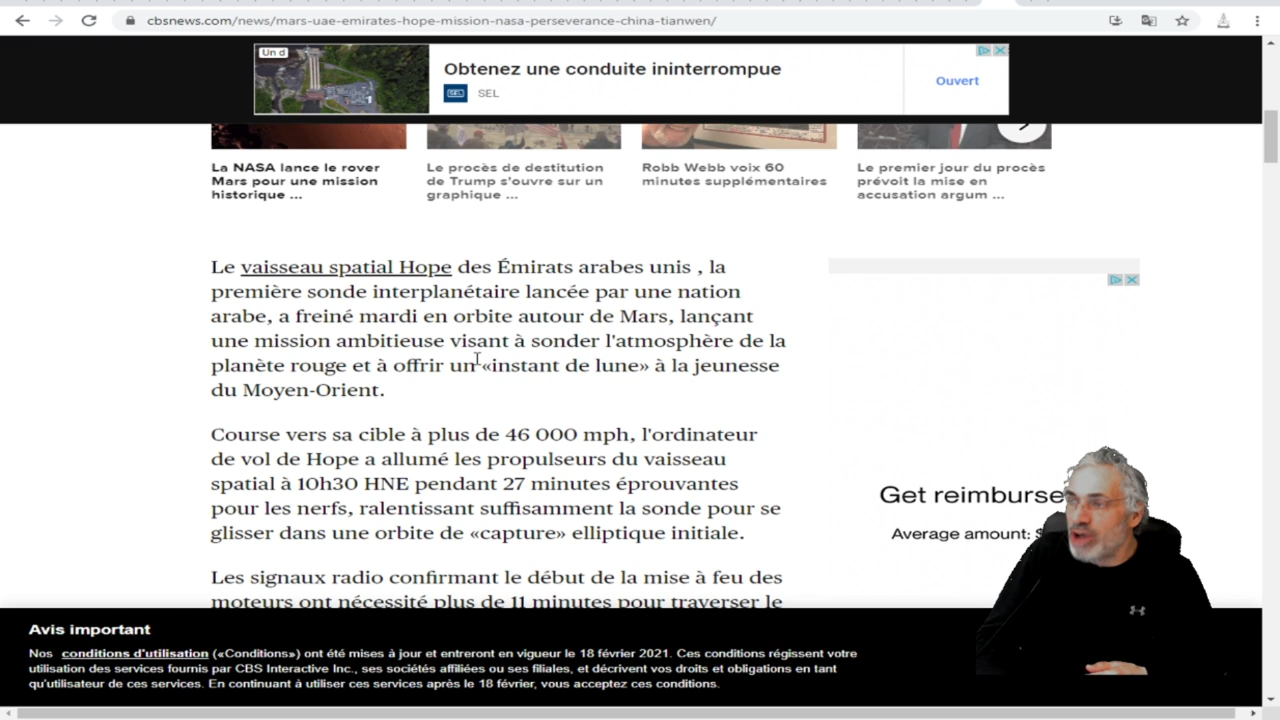 cbsnews.com/news/mars-uae-emirates-hope-mission-nasa-perseverance-china-tianwen/
Un d
Obtenez une conduite ininterrompue
SEL
SEL
Ouvert
La NASA lance le rover
Mars pour une mission
historique ...
Le procès de destitution
de Trump s'ouvre sur un
graphique ...
Robb Webb voix 60
minutes supplémentaires
Le premier jour du procès
prévoit la mise en
accusation argum ...
Le vaisseau spatial Hope des Émirats arabes unis , la
première sonde interplanétaire lancée par une nation
arabe, a freiné mardi en orbite autour de Mars, lançant
une mission ambitieuse visant à sonder l'atmosphère de la
planète rouge et à offrir un «instant de lune» à la jeunesse
du Moyen-Orient.
Course vers sa cible à plus de 46 000 mph, l'ordinateur
de vol de Hope a allumé les propulseurs du vaisseau
spatial à 10h30 HNE pendant 27 minutes éprouvantes
pour les nerfs, ralentissant suffisamment la sonde pour se
glisser dans une orbite de «capture» elliptique initiale.
Les signaux radio confirmant le début de la mise à feu des
moteurs ont nécessité plus de 11 minutes pour traverser le
Get reimburse
Average amount:
Avis important
Nos conditions d'utilisation («Conditions») ont été mises à jour et entreront en vigueur le 18 février 2021. Ces conditions régissent votre
utilisation des services fournis par CBS Interactive Inc., ses sociétés affiliées ou ses filiales, et décrivent vos droits et obligations en tant
qu'utilisateur de ces services. En continuant à utiliser ces services après le 18 février, vous acceptez ces conditions.